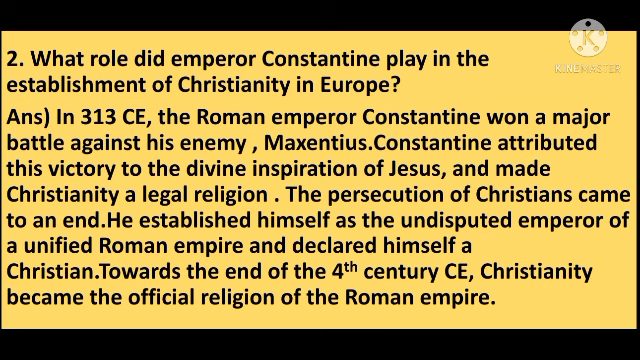 2. What role did emperor Constantine play in the
establishment of Christianity in Europe?
Ans) In 313 CE, the Roman emperor Constantine won a major
battle against his enemy , Maxentius.Constantine attributed
this victory to the divine inspiration of Jesus, and made
Christianity a legal religion . The persecution of Christians came
to an end.He established himself as the undisputed emperor of
a unified Roman empire and declared himself a
Christian.Towards the end of the 4th century CE, Christianity
became the official religion of the Roman empire.
KINEMASTER